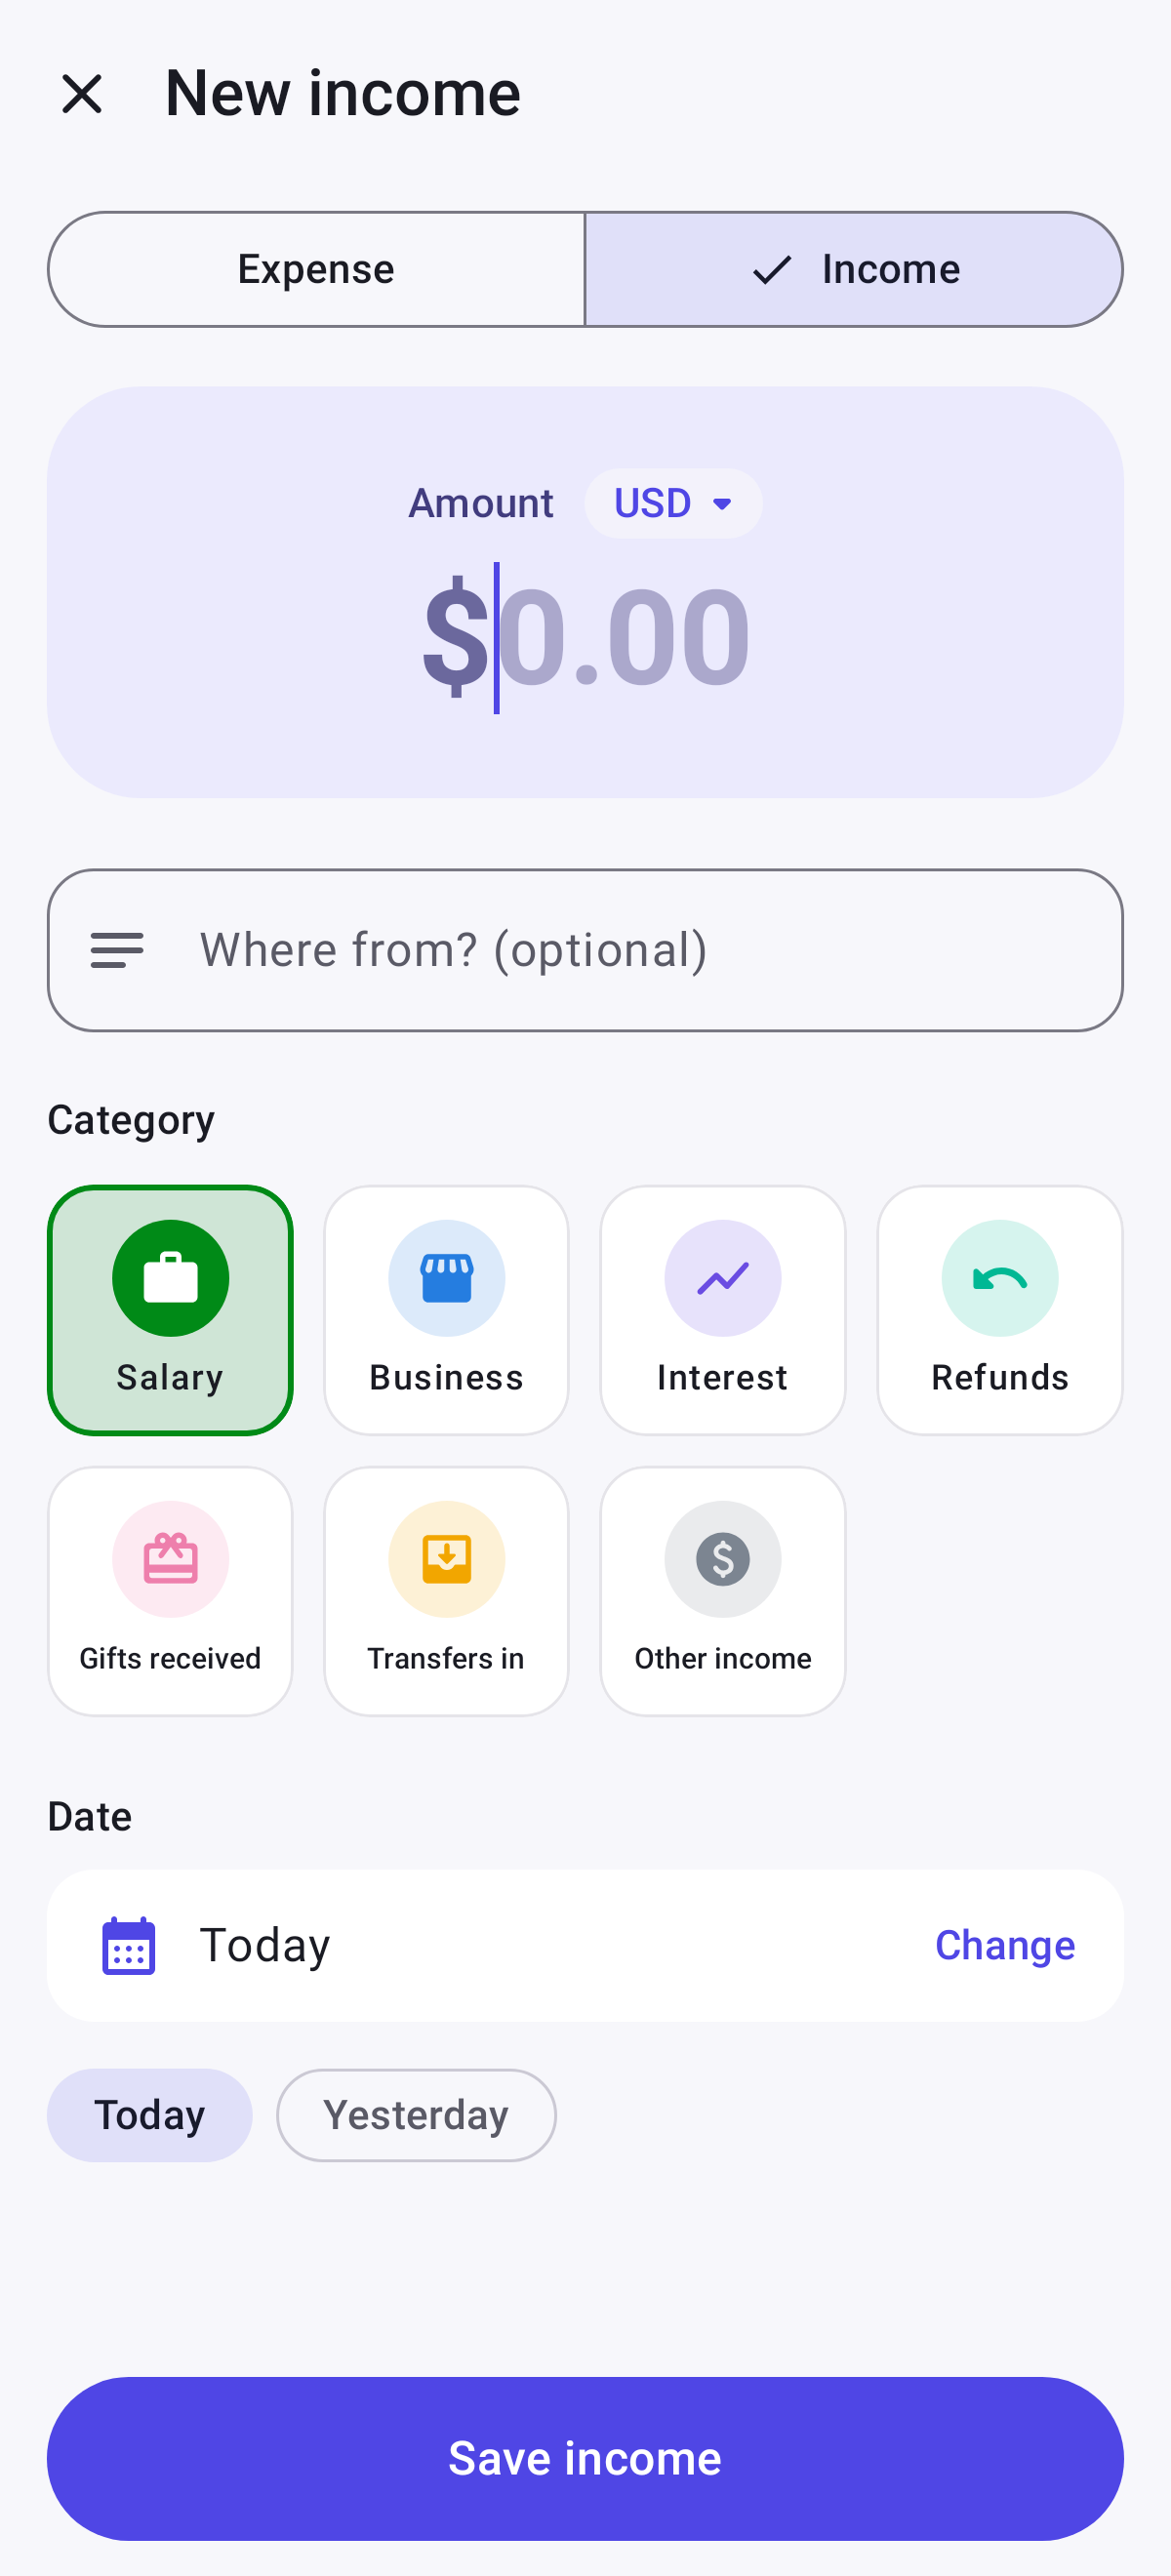 New income
Expense
Income
Amount
USD
$0.00
Where from? (optional)
Category
Salary
Business
Interest
Refunds
Gifts received
Transfers in
Other income
Date
Today
Change
Today
Yesterday
Save income